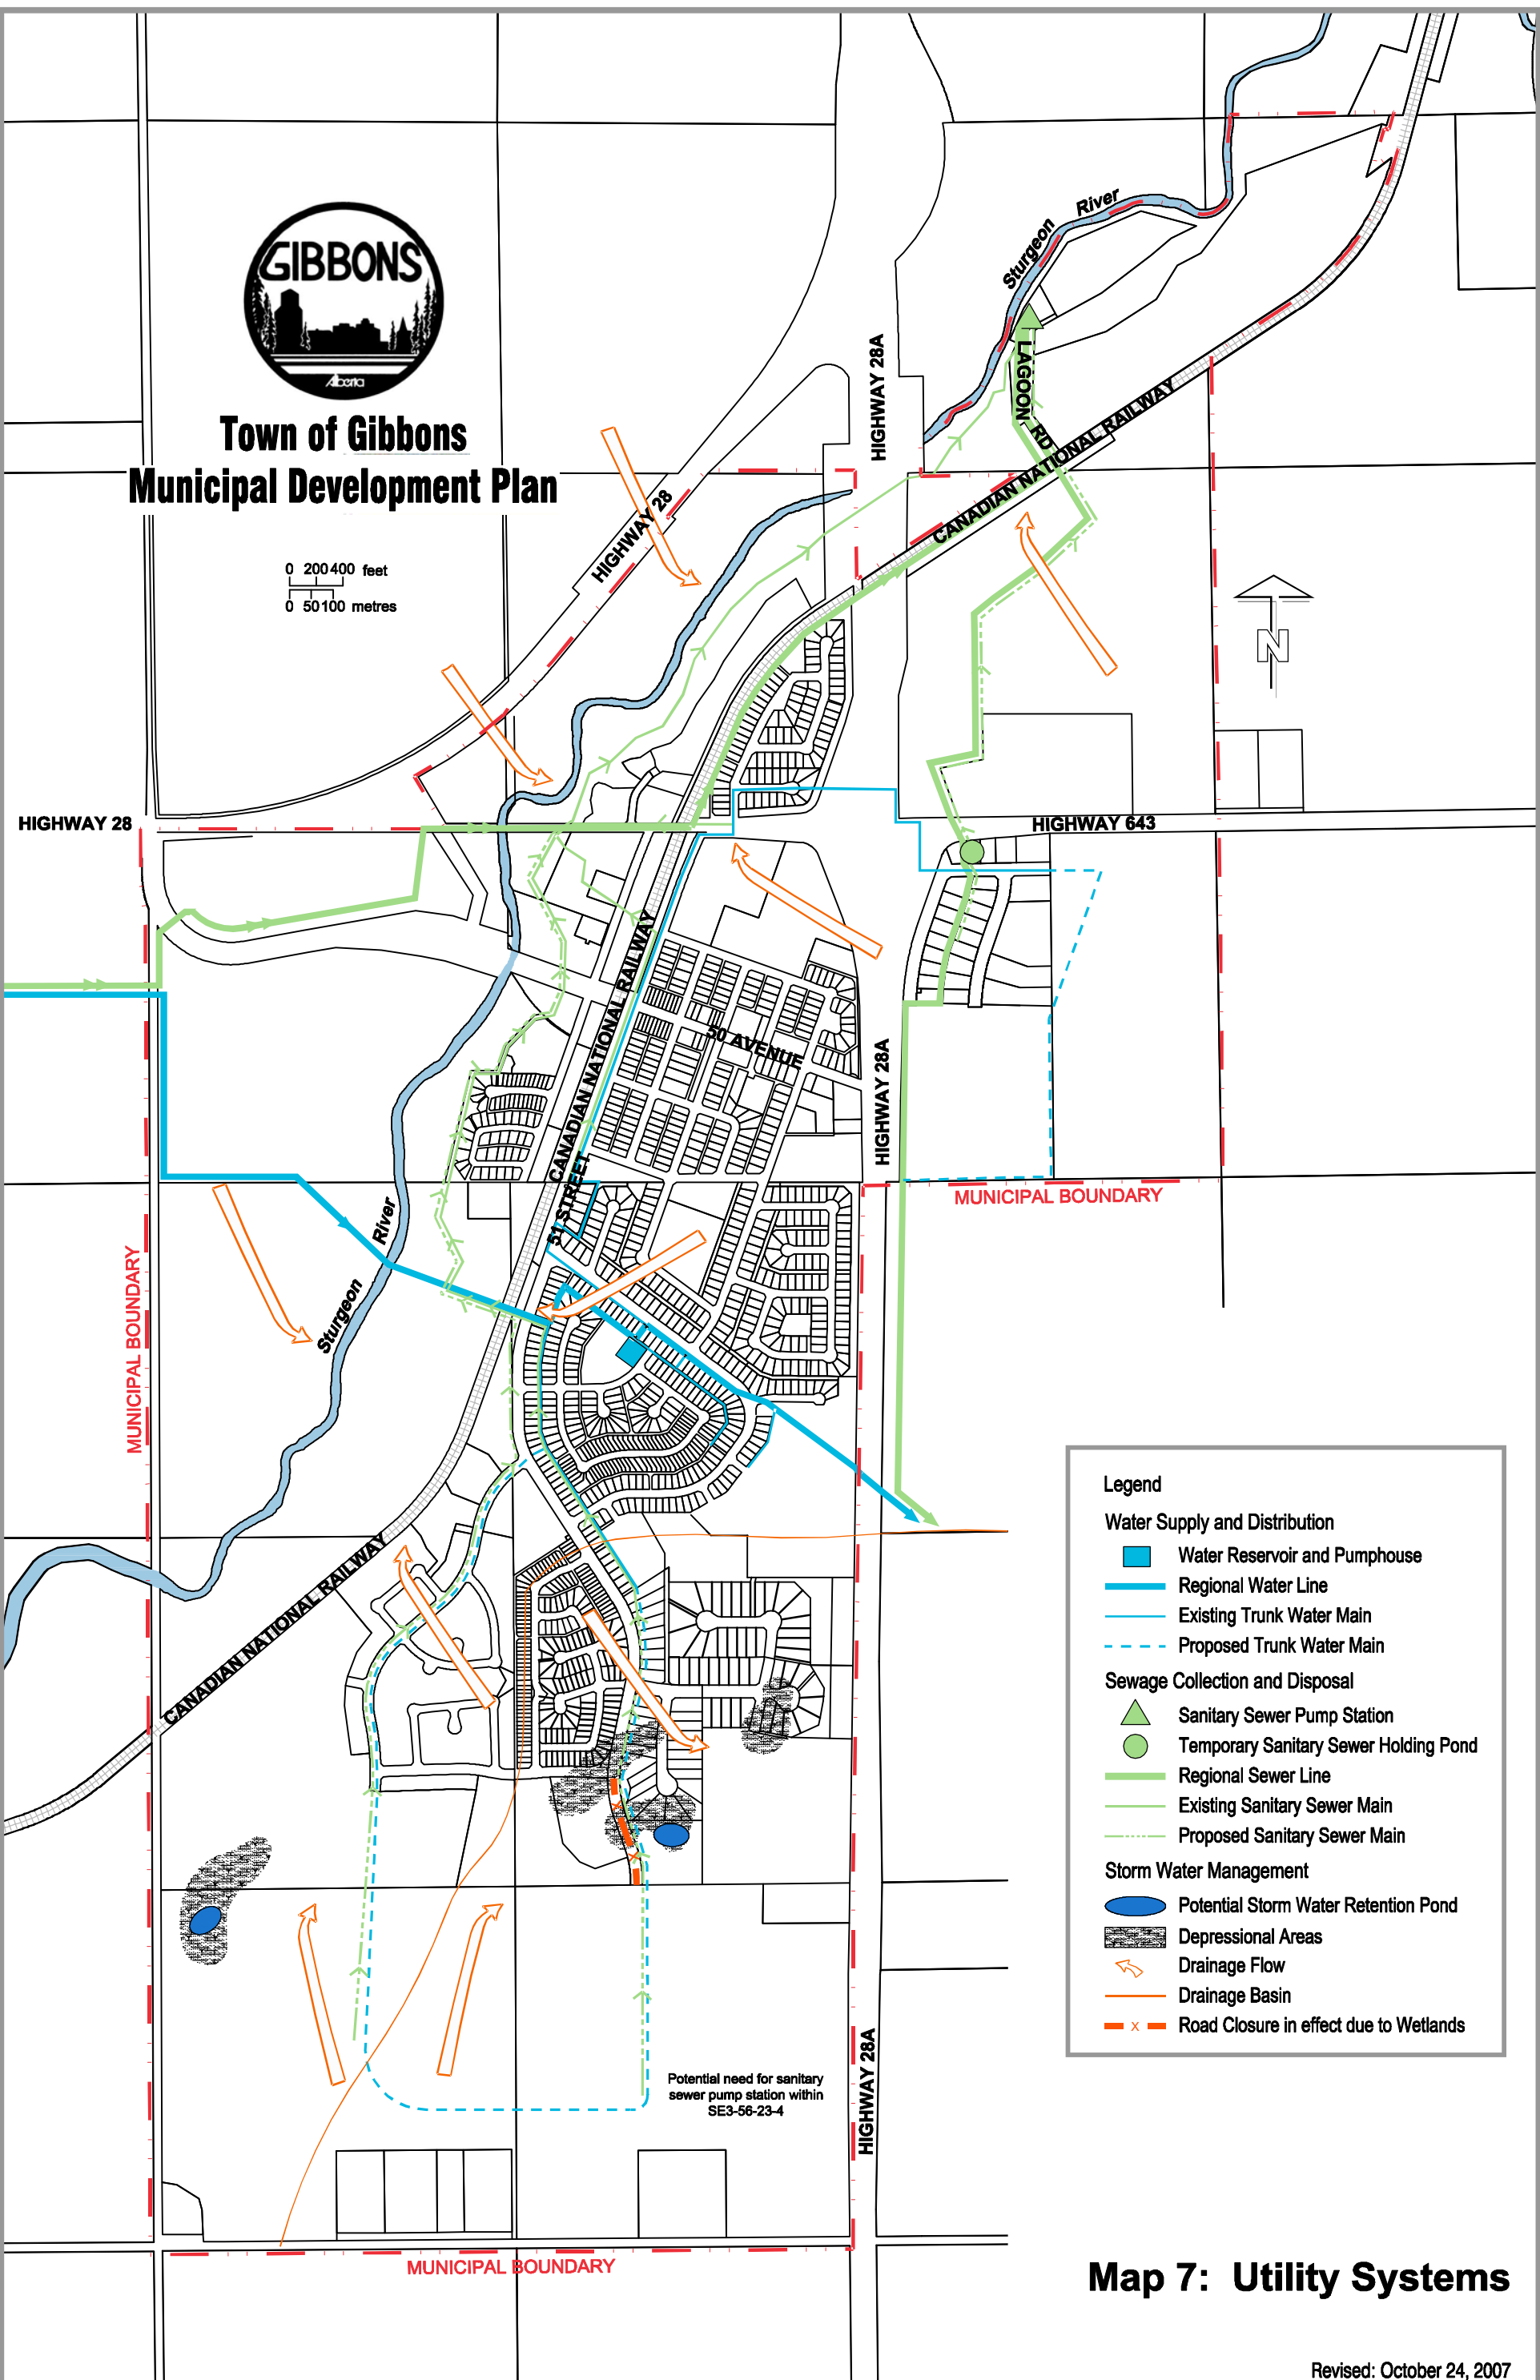 River
Sturgeon
GIBBONS
Alberta
LAGOON RD
HIGHWAY 28A
CANADIAN NATIONAL RAILWAY
Town of Gibbons
Municipal Development Plan
HIGHWAY 28
0 200 400 feet
0 50 100 metres
N
HIGHWAY 28
HIGHWAY 643
CANADIAN NATIONAL RAILWAY
50 AVENUE
HIGHWAY 28A
51 STREET
MUNICIPAL BOUNDARY
River
Sturgeon
MUNICIPAL BOUNDARY
CANADIAN NATIONAL RAILWAY
Legend
Water Supply and Distribution
Water Reservoir and Pumphouse
Regional Water Line
Existing Trunk Water Main
Proposed Trunk Water Main
Sewage Collection and Disposal
Sanitary Sewer Pump Station
Temporary Sanitary Sewer Holding Pond
Regional Sewer Line
Existing Sanitary Sewer Main
Proposed Sanitary Sewer Main
Storm Water Management
Potential Storm Water Retention Pond
Depressional Areas
Drainage Flow
Drainage Basin
x Road Closure in effect due to Wetlands
Potential need for sanitary
sewer pump station within
SE3-56-23-4
HIGHWAY 28A
MUNICIPAL BOUNDARY
Map 7: Utility Systems
Revised: October 24, 2007